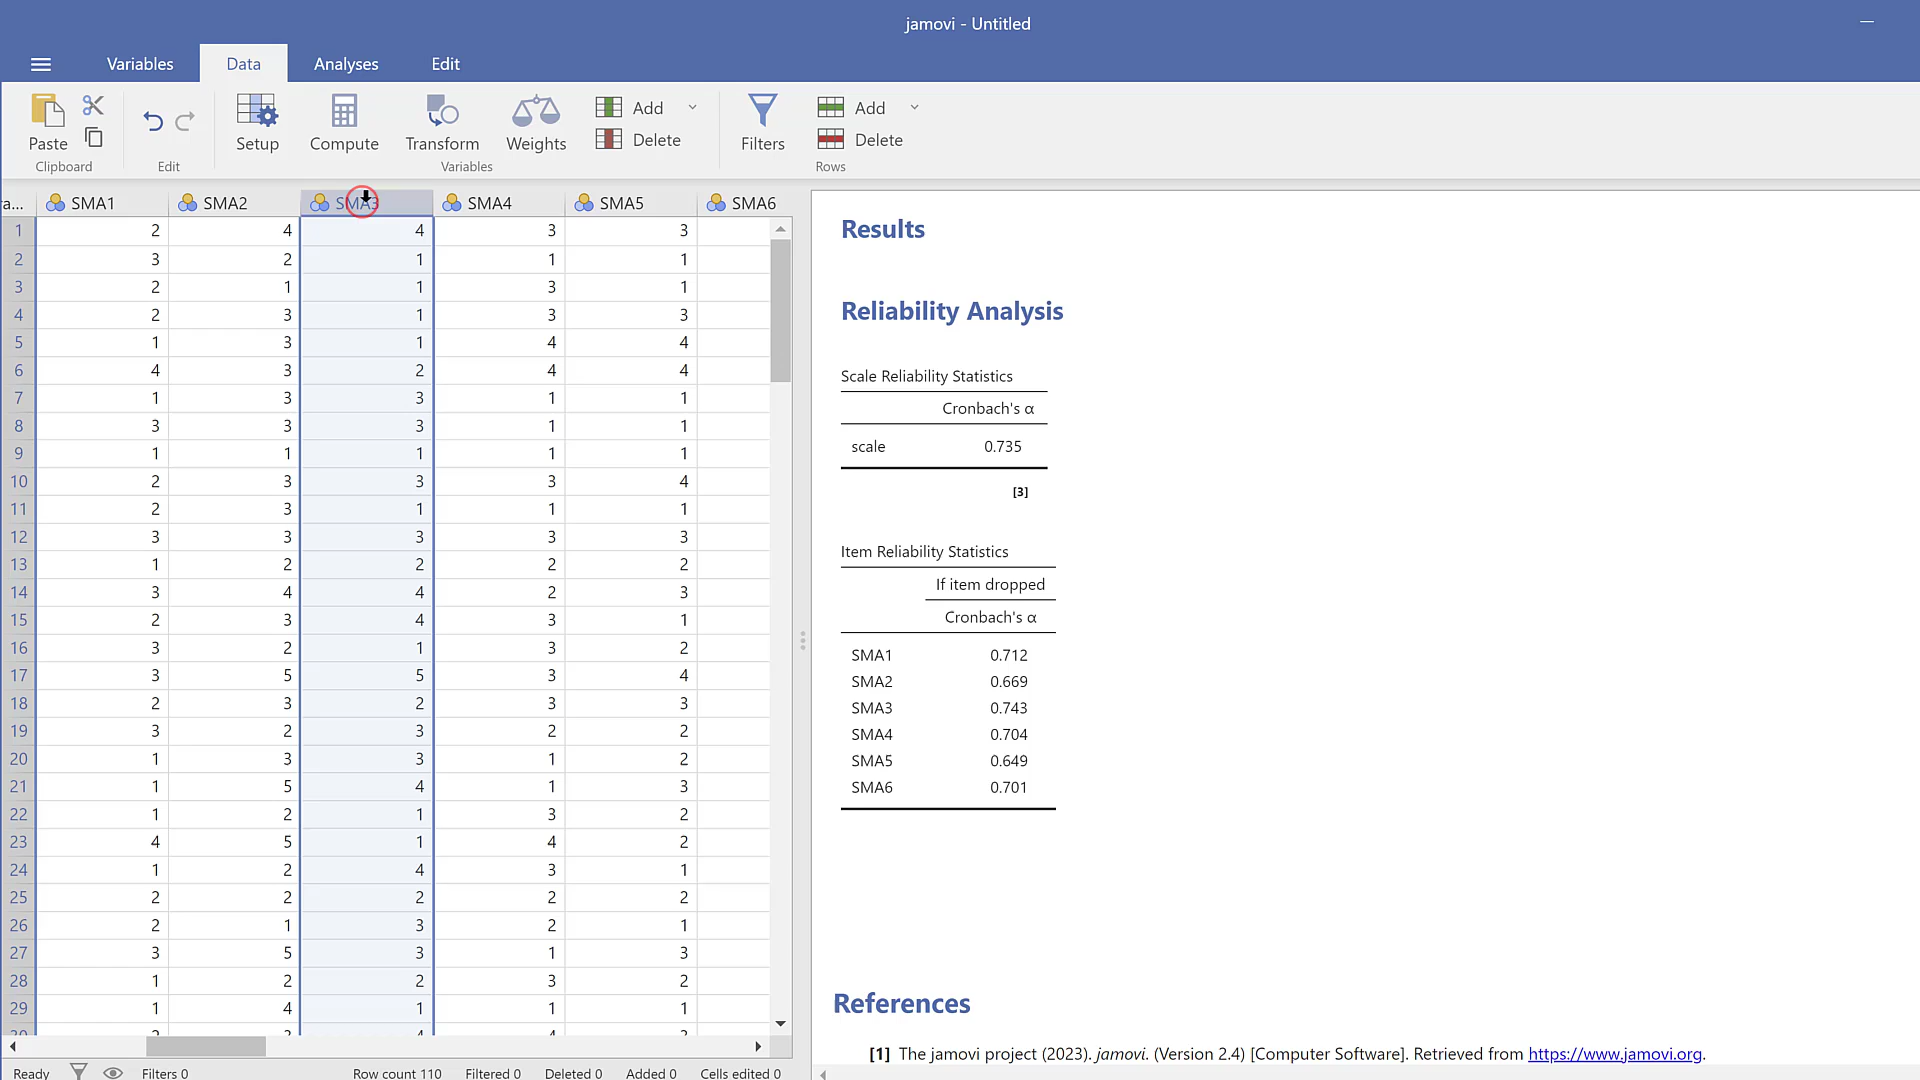 jamovi - Untitled
Variables Data Analyses Edit
Paste Setup Compute Transform Weights Add Delete Filters Add Delete
Clipboard Edit Variables Rows
a... SMA1 SMA2 SMA3 SMA4 SMA5 SMA6
1 2 4 4 3 3
2 3 2 1 1 1
3 2 1 1 3 1
4 2 3 1 3 3
5 1 3 1 4 4
6 4 3 2 4 4
7 1 3 3 1 1
8 3 3 3 1 1
9 1 1 1 1 1
10 2 3 3 3 4
11 2 3 1 1 1
12 3 3 3 3 3
13 1 2 2 2 2
14 3 4 4 2 3
15 2 3 4 3 1
16 3 2 1 3 2
17 3 5 5 3 4
18 2 3 2 3 3
19 3 2 3 2 2
20 1 3 3 1 2
21 1 5 4 1 3
22 1 2 1 3 2
23 4 5 1 4 2
24 1 2 4 3 1
25 2 2 2 2 2
26 2 1 3 2 1
27 3 5 3 1 3
28 1 2 2 3 2
29 1 4 1 1 1
Ready Filters 0 Row count 110 Filtered 0 Deleted 0 Added 0 Cells edited 0
Results
Reliability Analysis
Scale Reliability Statistics
Cronbach's α
scale 0.735
[3]
Item Reliability Statistics
If item dropped
Cronbach's α
SMA1 0.712
SMA2 0.669
SMA3 0.743
SMA4 0.704
SMA5 0.649
SMA6 0.701
References
[1] The jamovi project (2023). jamovi. (Version 2.4) [Computer Software]. Retrieved from https://www.jamovi.org.